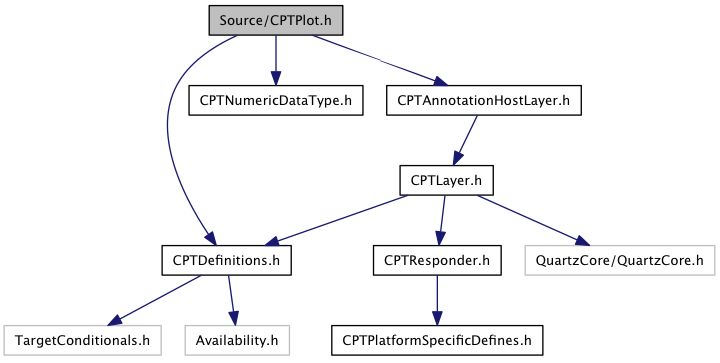 Source/CPTPlot.h
CPTNumericDataType.h
CPTAnnotationHostLayer.h
CPTLayer.h
CPTDefinitions.h
CPTResponder.h
QuartzCore/QuartzCore.h
TargetConditionals.h
Availability.h
CPTPlatformSpecificDefines.h